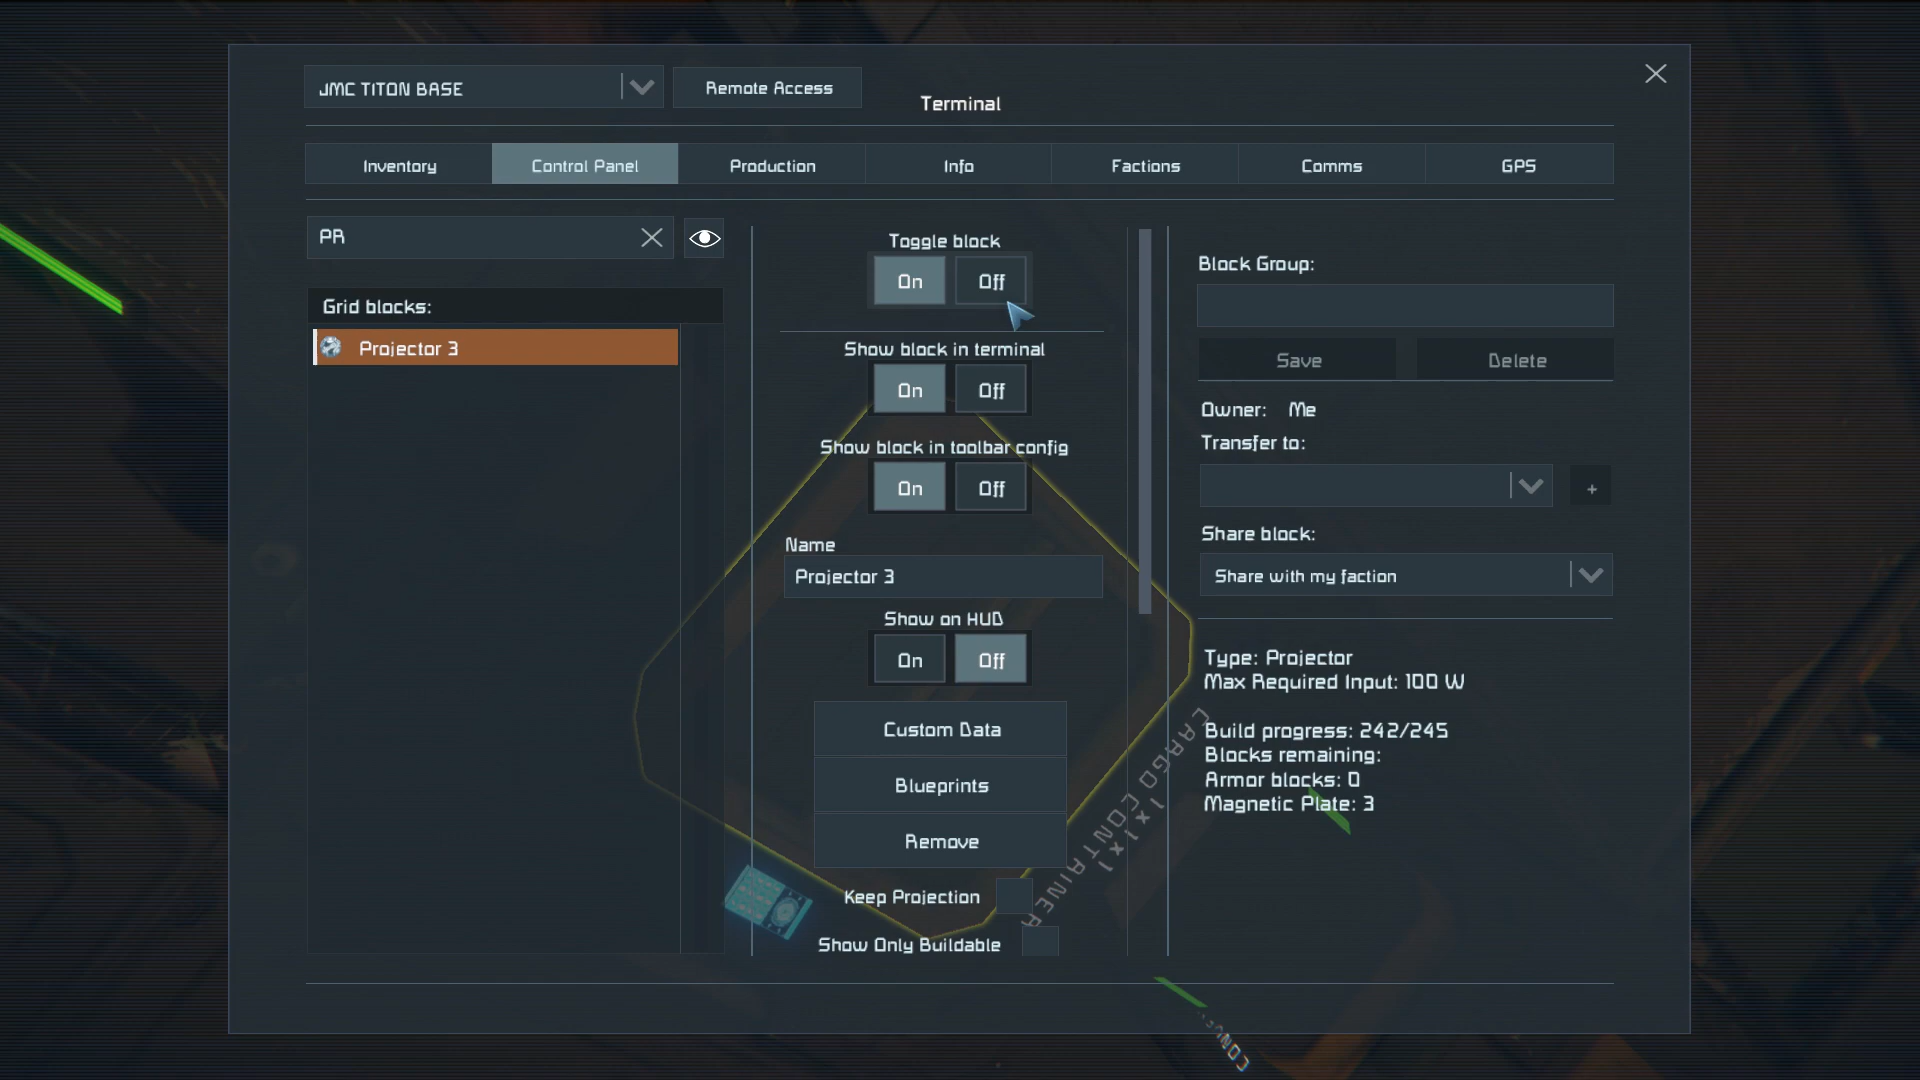 JMC TITON BASE
Remote Access
Terminal
Inventory
Control Panel
Production
Info
Factions
Comms
GPS
PR
Grid blocks:
Projector 3
Toggle block
On
Off
Show block in terminal
On
Off
Show block in toolbar config
On
Off
Name
Projector 3
Show on HUD
On
Off
Custom Data
Blueprints
Remove
Keep Projection
Show Only Buildable
Block Group:
Save
Delete
Owner: Me
Transfer to:
+
Share block:
Share with my faction
Type: Projector
Max Required Input: 100 W
Build progress: 242/245
Blocks remaining:
Armor blocks: 0
Magnetic Plate: 3
1x1x1
CARGO CONTAINER